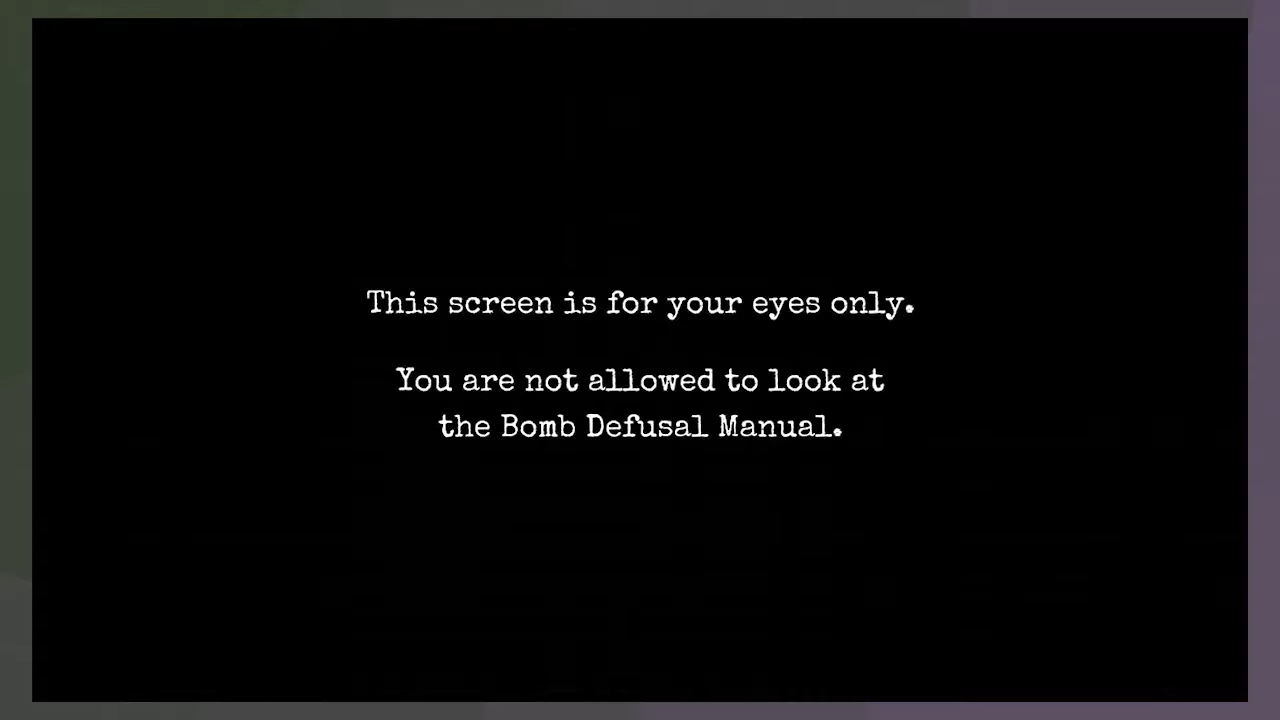 This screen is for your eyes only.
You are not allowed to look at
the Bomb Defusal Manual.